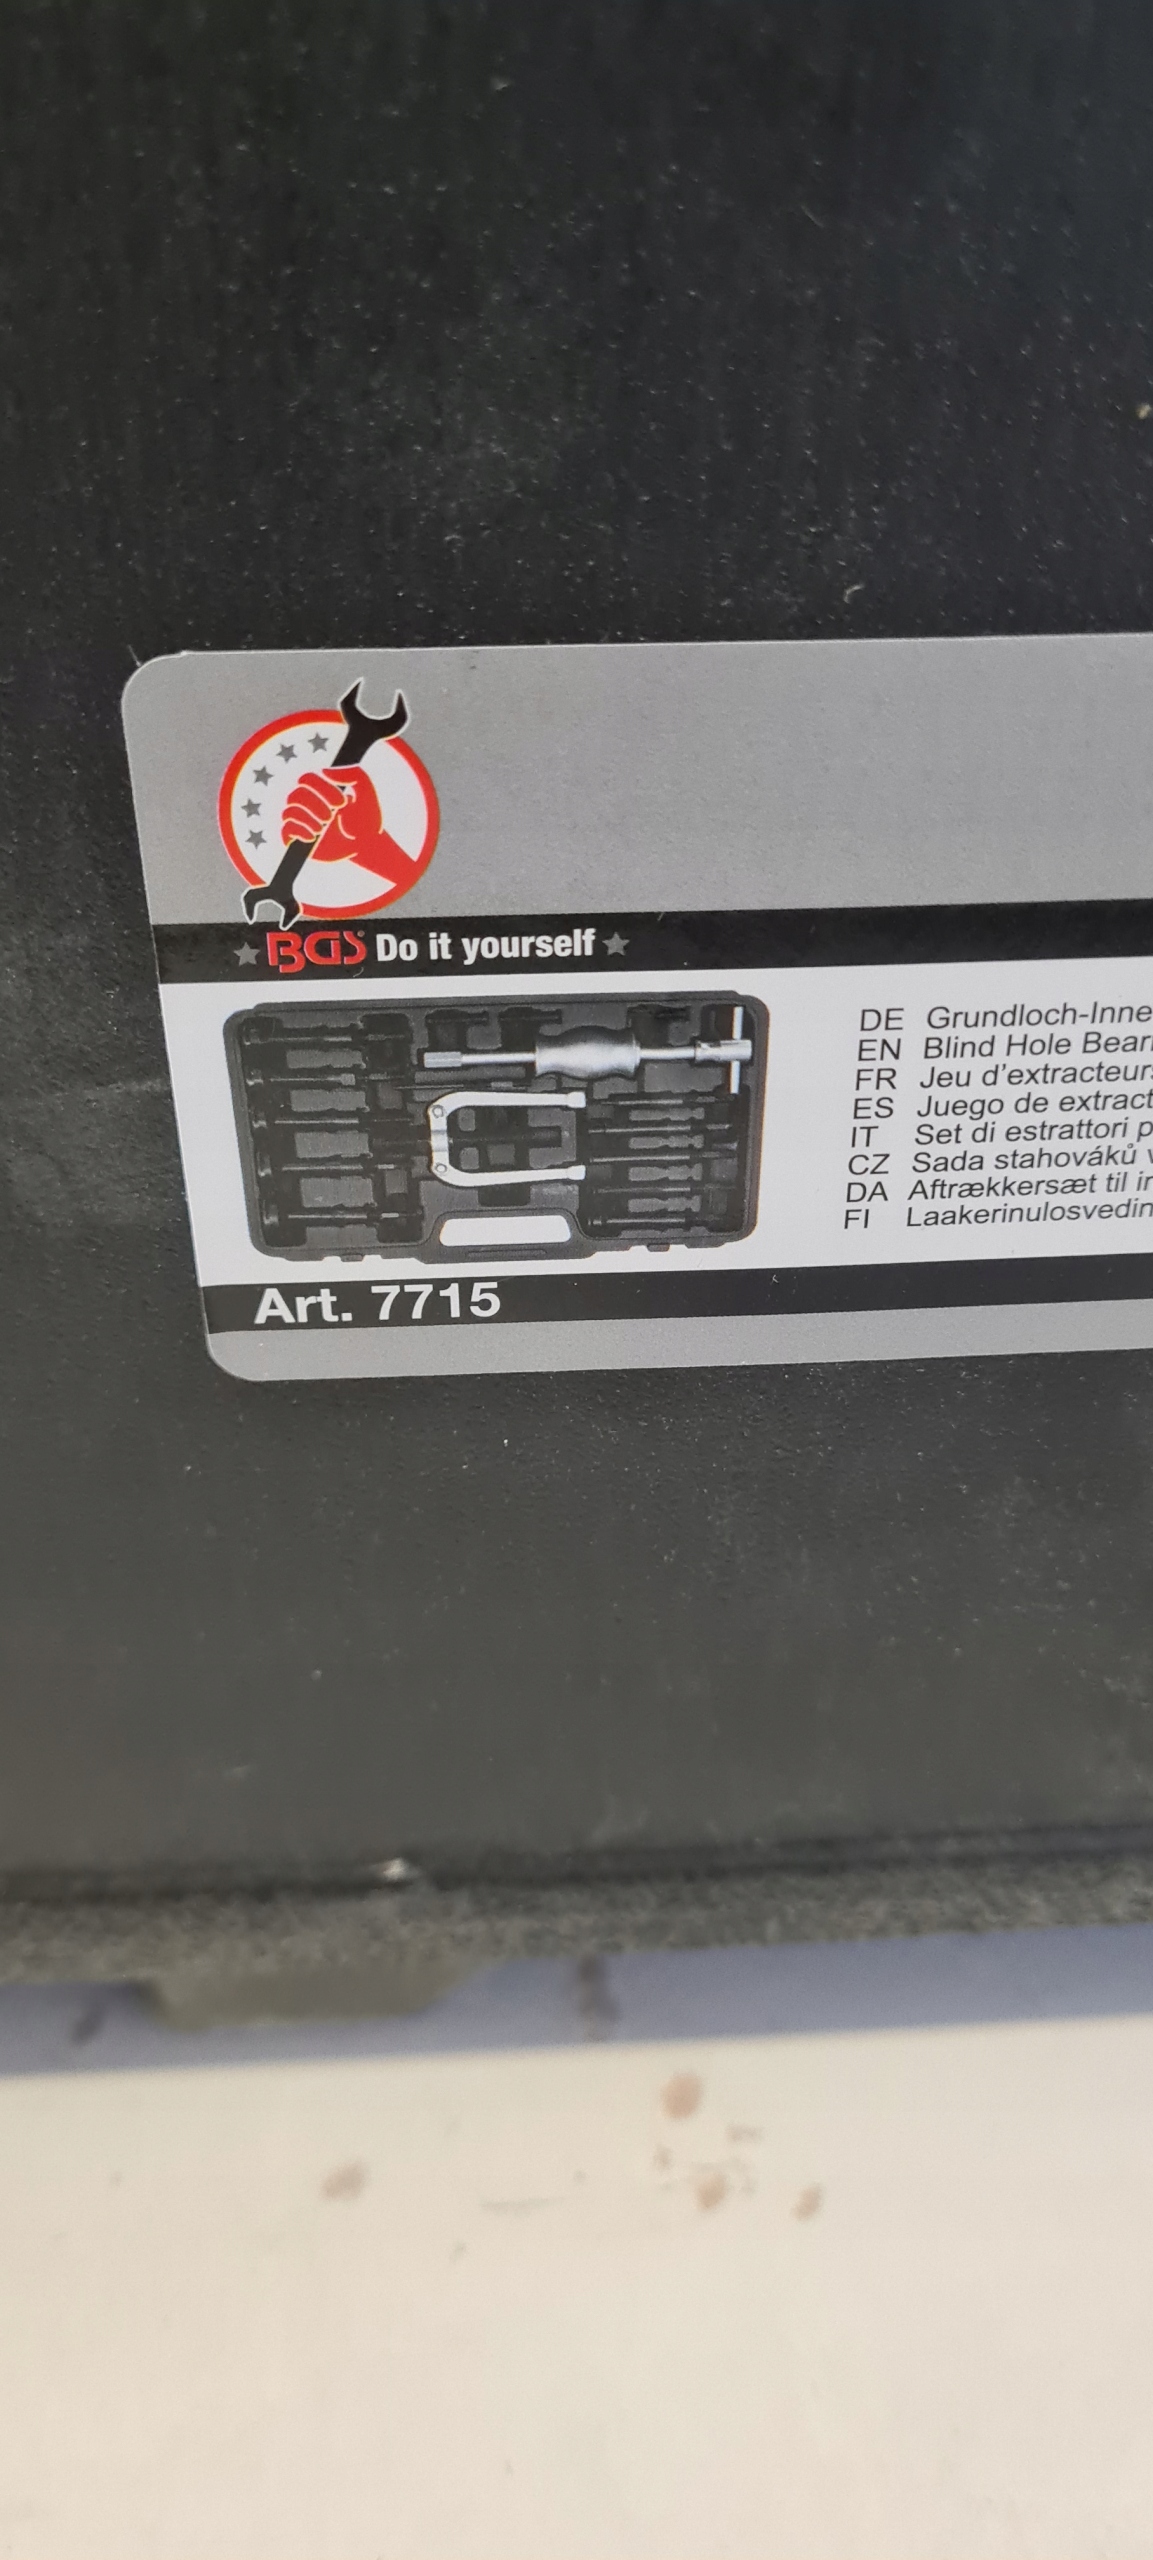 BGS Do it yourself
DE Grundloch-Inne
EN Blind Hole Bear
FR Jeu d'extracteur
ES Juego de extract
IT Set di estrattori p
CZ Sada stahováků v
DA Aftrækkersæt til in
FI Laakerinulosvedin
Art. 7715